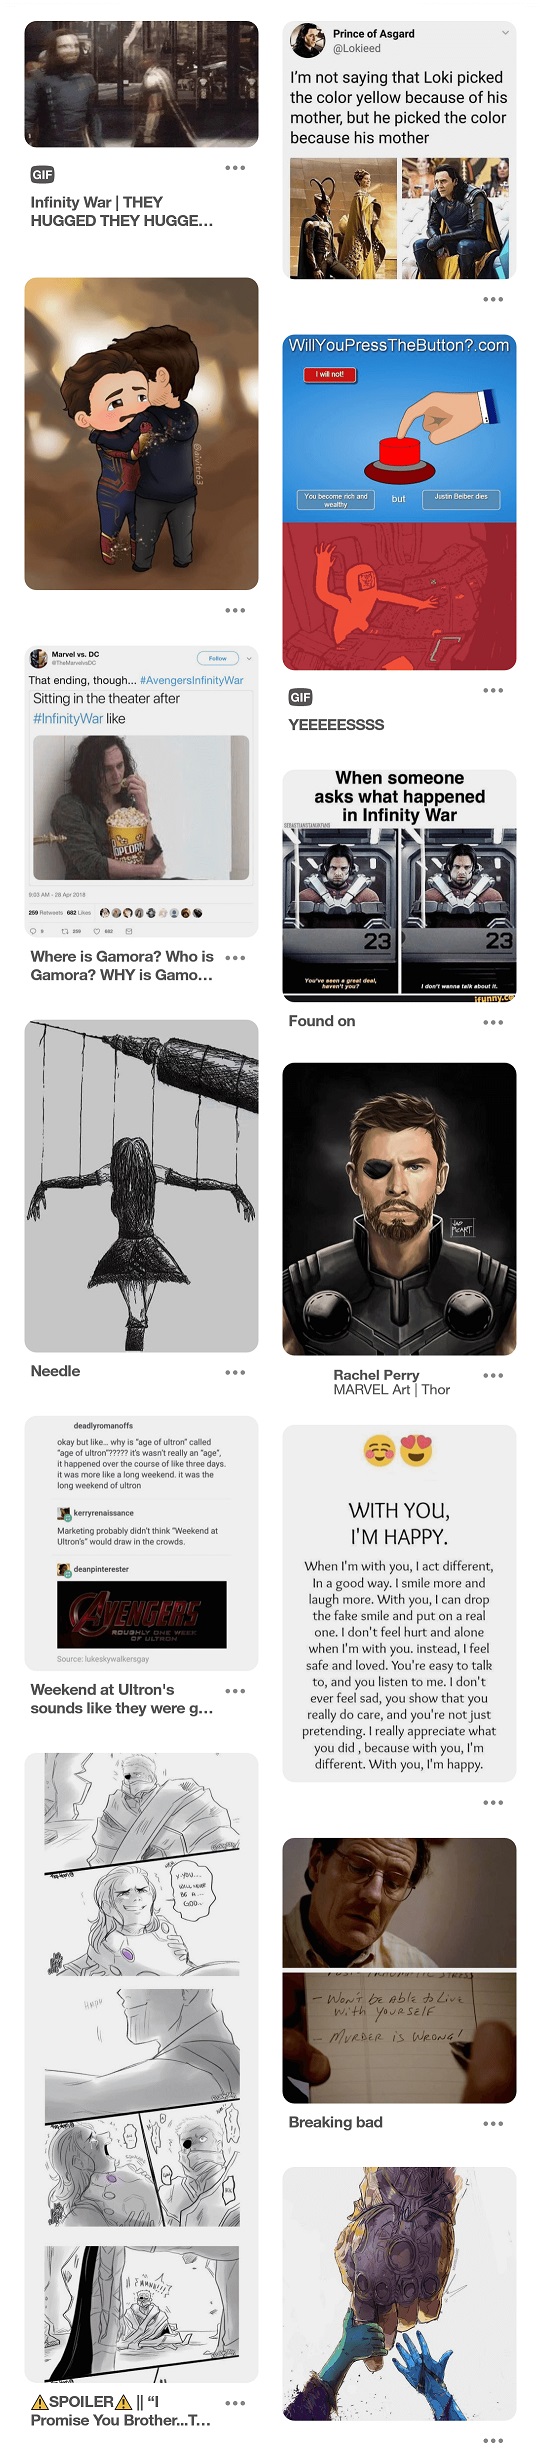 GIF
Infinity War | THEY
HUGGED THEY HUGGE...
@aivitr63
Marvel vs. DC
@TheMarvelvsDC
Follow
That ending, though... #AvengersInfinityWar
Sitting in the theater after
#InfinityWar like
POPCORN
9:03 AM - 28 Apr 2018
259 Retweets 682 Likes
259
682
Where is Gamora? Who is
Gamora? WHY is Gamo...
Needle
deadlyromanoffs
okay but like.. why is "age of ultron" called
"age of ultron"????? it's wasn't really an "age",
it happened over the course of like three days.
it was more like a long weekend. it was the
long weekend of ultron
kerryrenaissance
Marketing probably didn't think "Weekend at
Ultron's" would draw in the crowds.
deanpinterester
AVENGERS
ROUGHLY ONE WEEK
OF ULTRON
Source: lukeskywalkersgay
Weekend at Ultron's
sounds like they were g...
Y-YOU...
WILL NEVER
BE A...
GOD...
⚠SPOILER⚠ || “I
Promise You Brother...T...
Prince of Asgard
@Lokieed
I'm not saying that Loki picked
the color yellow because of his
mother, but he picked the color
because his mother
WillYouPressTheButton?.com
I will not!
You become rich and
wealthy
but
Justin Beiber dies
GIF
YEEEEESSSS
When someone
asks what happened
in Infinity War
23
23
You've seen a great deal,
haven't you?
I don't wanna talk about it.
ifunny.ce
Found on
Rachel Perry
MARVEL Art | Thor
WITH YOU,
I'M HAPPY.
When I'm with you, I act different,
In a good way. I smile more and
laugh more. With you, I can drop
the fake smile and put on a real
one. I don't feel hurt and alone
when I'm with you. instead, I feel
safe and loved. You're easy to talk
to, and you listen to me. I don't
ever feel sad, you show that you
really do care, and you're not just
pretending. I really appreciate what
you did , because with you, I'm
different. With you, I'm happy.
POST TRAUMATIC STRESS
- WON'T BE ABLE to LIVE
WITH YOURSELF
- MURDER IS WRONG!
Breaking bad